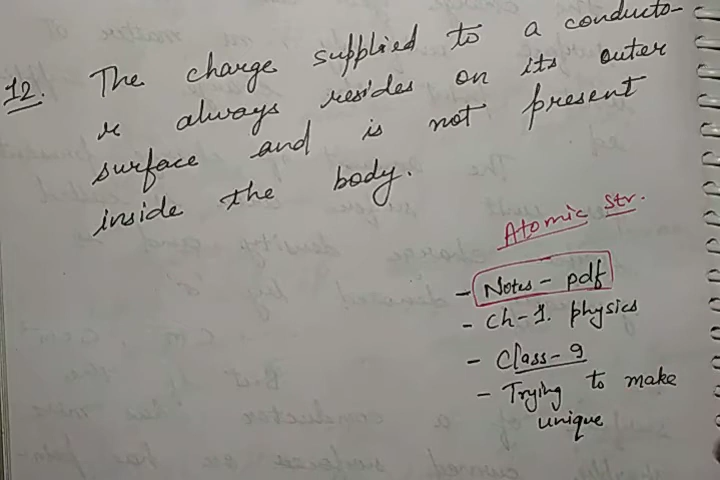 12. The charge supplied to a conducto-
r always resides on its outer
surface and is not present
inside the body.
Atomic Str.
- Notes - pdf
- Ch-1. physics
- Class-9
- Trying to make
unique